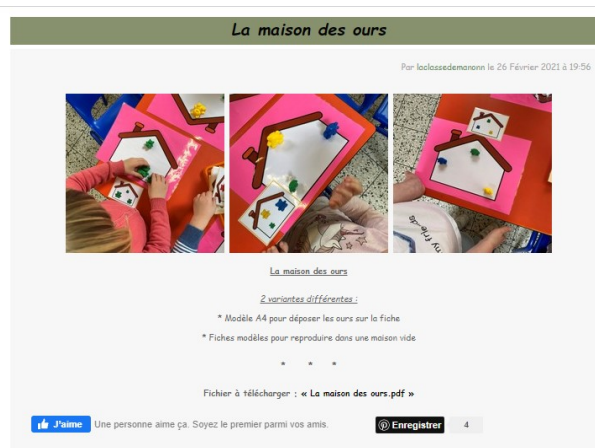 La maison des ours
Par laclassedemanann le 26 Février 2021 à 19:56
La maison des ours
2 variantes différentes :
* Modèle A4 pour déposer les ours sur la fiche
* Fiches modèles pour reproduire dans une maison vide
* * *
Fichier à télécharger : « La maison des ours.pdf »
J'aime Une personne aime ça. Soyez le premier parmi vos amis. Enregistrer 4